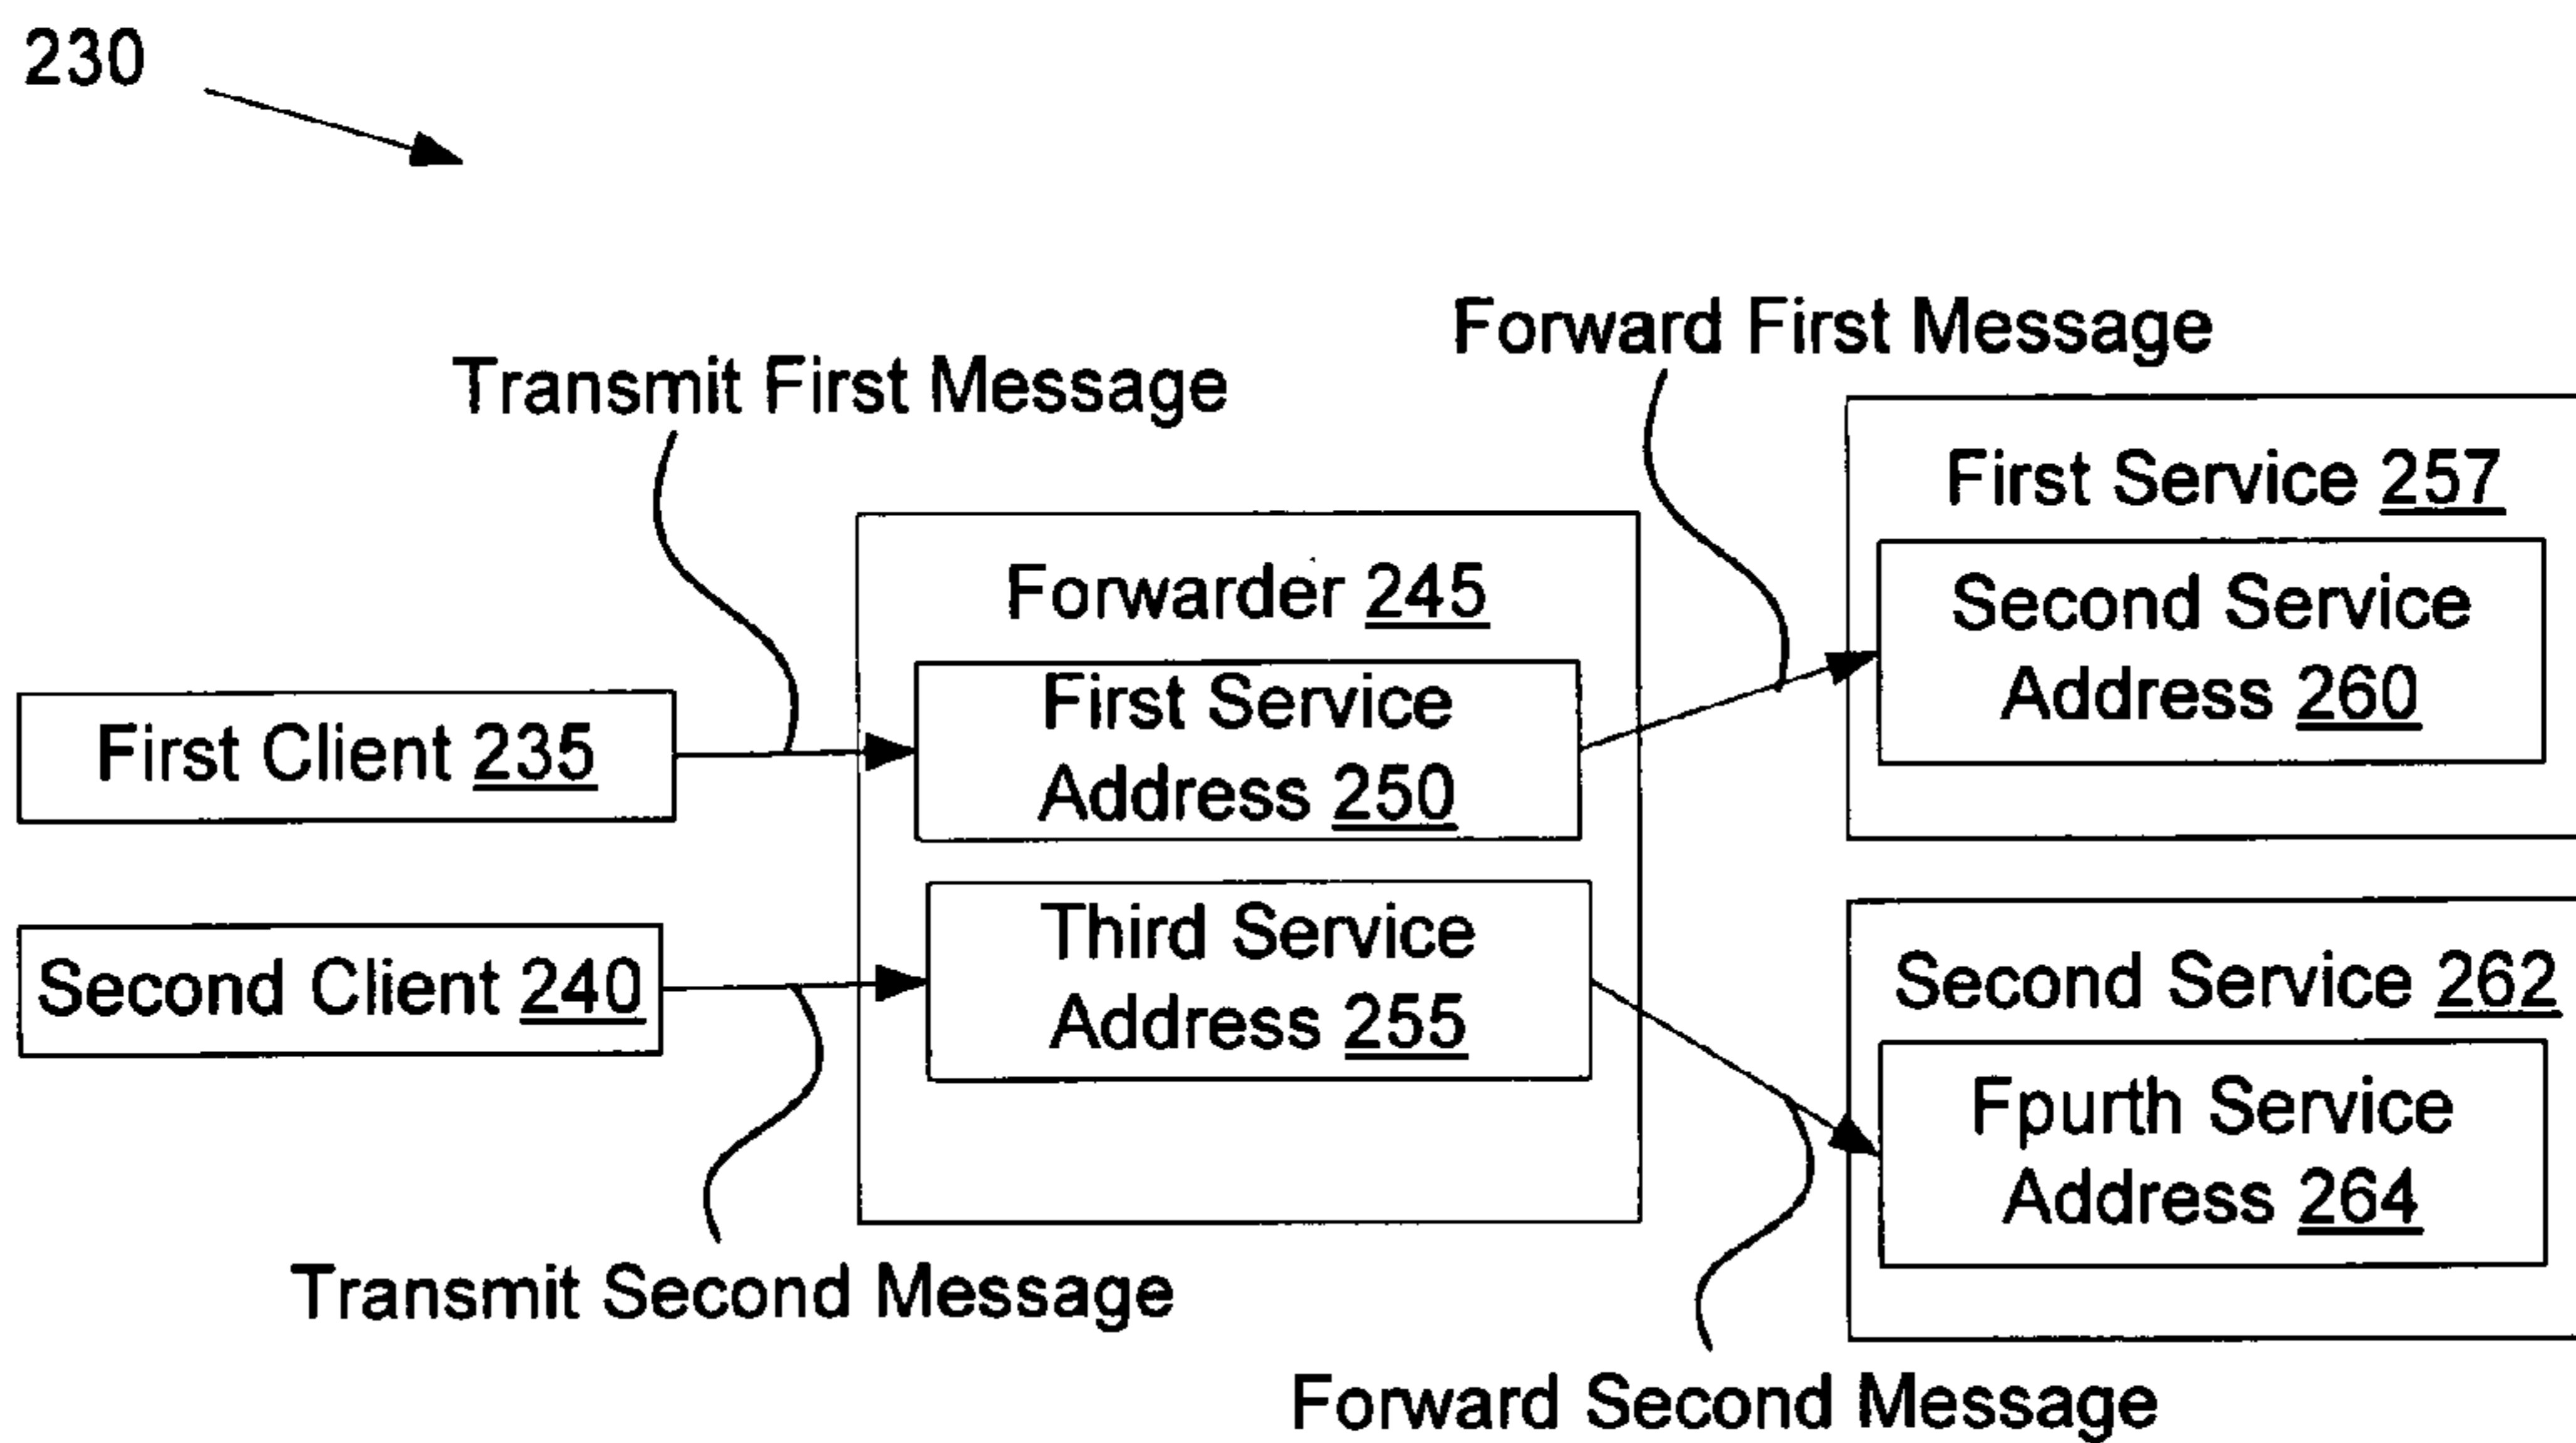 230
Forward First Message
Transmit First Message
First Service 257
Forwarder 245
Second Service
Address 260
First Client 235
First Service
Address 250
Second Client 240
Third Service
Address 255
Second Service 262
Fpurth Service
Address 264
Transmit Second Message
Forward Second Message